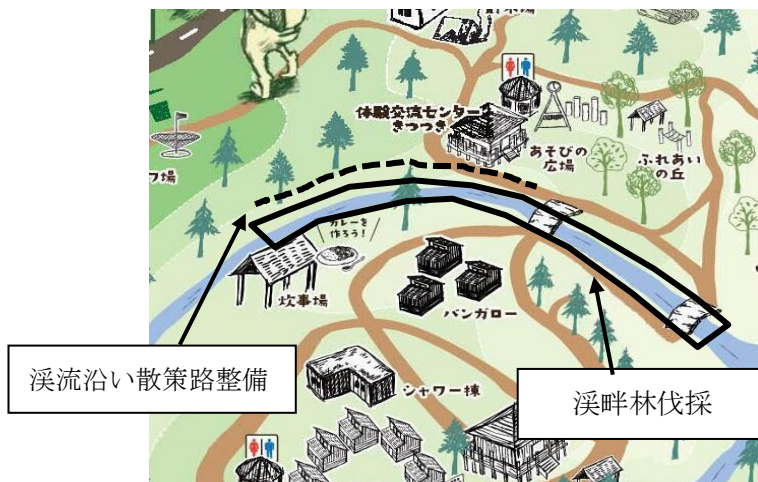 体験交流センター
きつつき
あそびの
広場
ふれあい
の丘
フ場
カレーを
作ろう!
炊事場
バンガロー
渓流沿い散策路整備
シャワー棟
渓畔林伐採